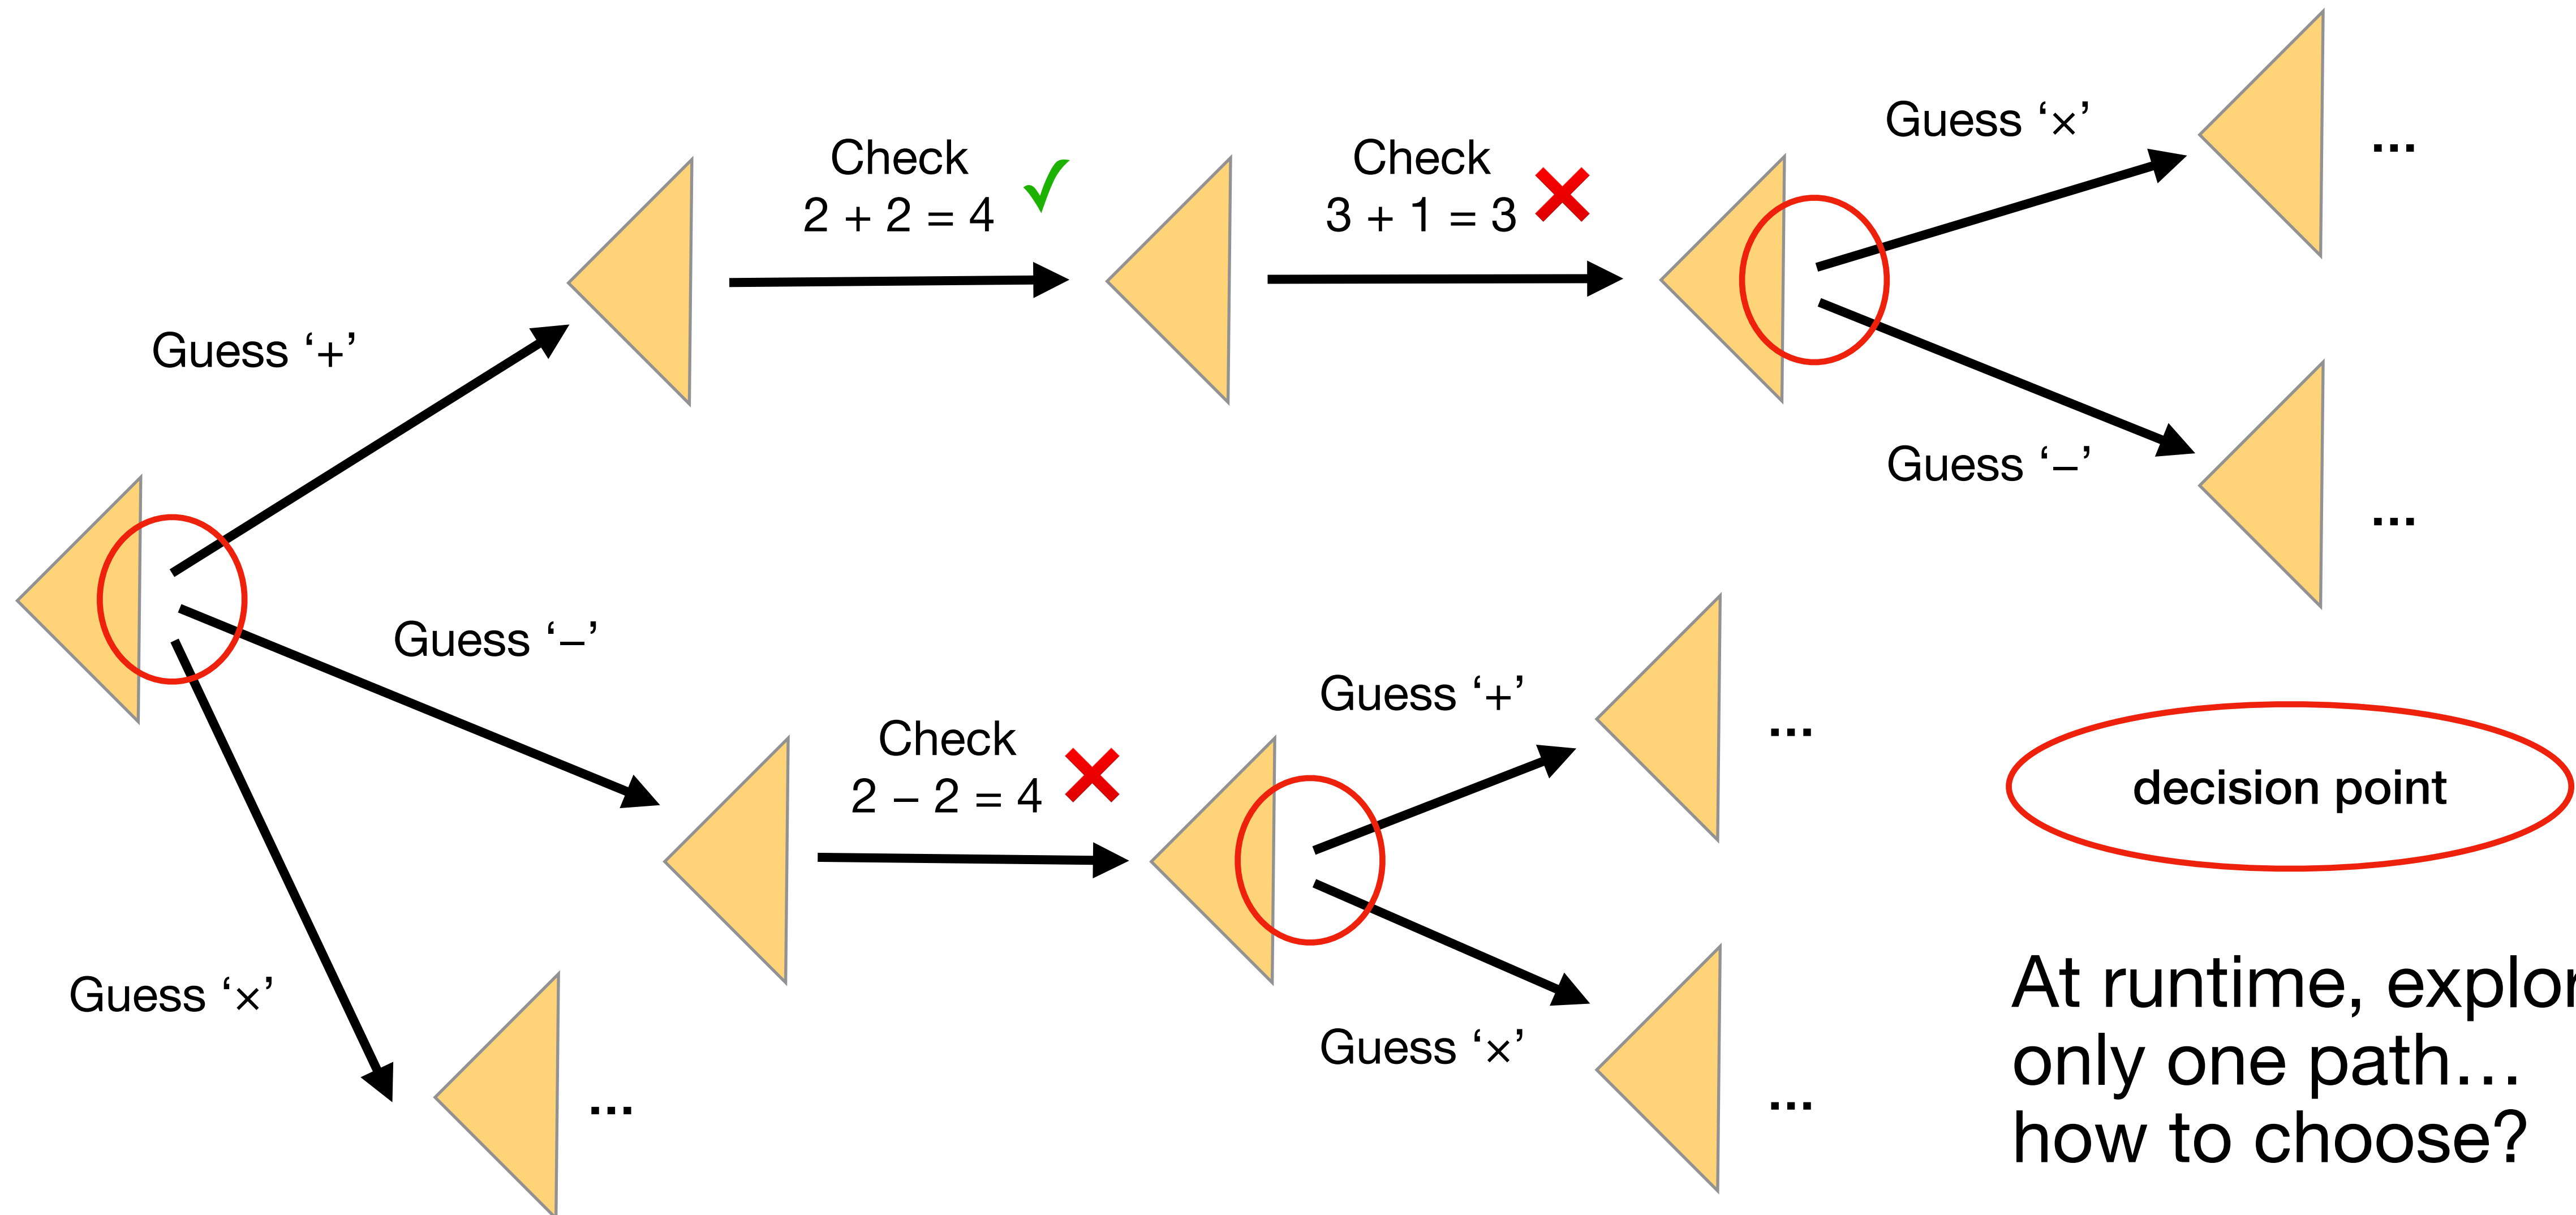 Guess ‘×’
...
Check
2 + 2 = 4 ✓
Check
3 + 1 = 3 ✕
Guess ‘+’
Guess ‘–’
...
Guess ‘–’
Check
2 – 2 = 4 ✕
Guess ‘+’
...
decision point
Guess ‘×’
...
Guess ‘×’
...
At runtime, explor
only one path…
how to choose?